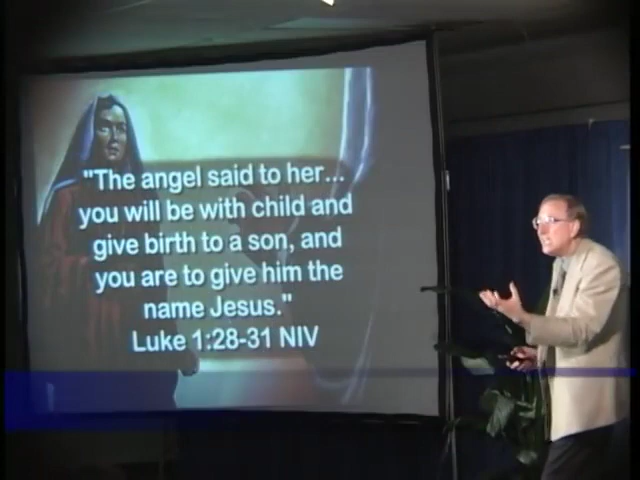 "The angel said to her...
you will be with child and
give birth to a son, and
you are to give him the
name Jesus."
Luke 1:28-31 NIV